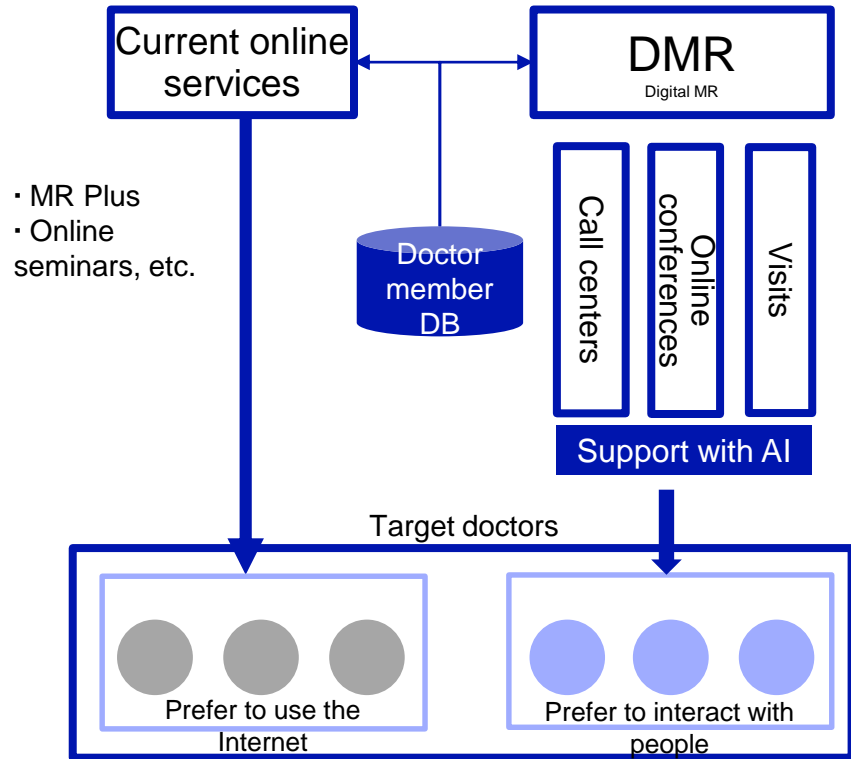 Current online
services
DMR
Digital MR
· MR Plus
· Online
seminars, etc.
Doctor
member
DB
Call centers
Online
conferences
Visits
Support with AI
Target doctors
Prefer to use the
Internet
Prefer to interact with
people